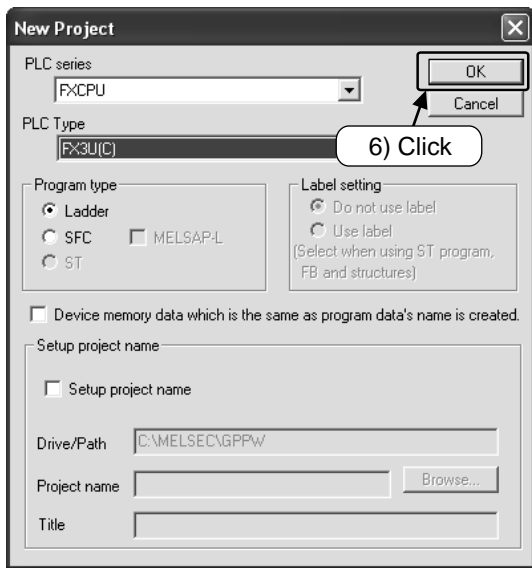 New Project
PLC series
FXCPU
OK
Cancel
PLC Type
FX3U(C)
6) Click
Program type
Ladder
SFC
MELSAP-L
ST
Label setting
Do not use label
Use label
(Select when using ST program,
FB and structures)
Device memory data which is the same as program data's name is created.
Setup project name
Setup project name
Drive/Path
C:\MELSEC\GPPW
Project name
Browse...
Title